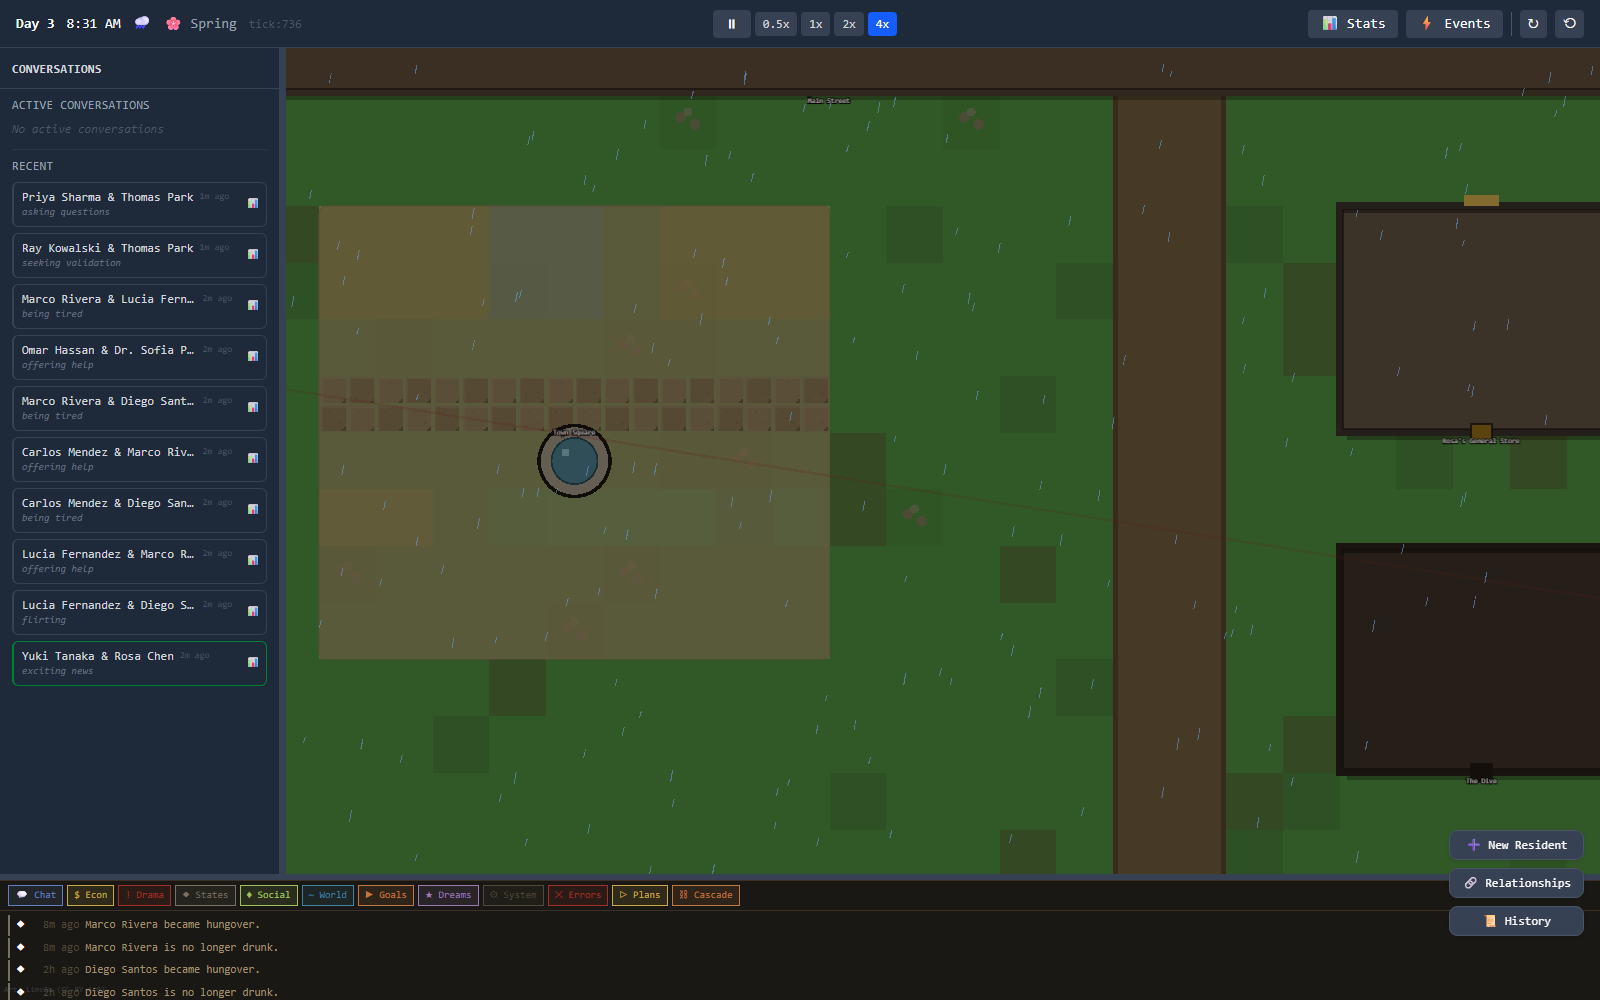 Day 3 8:31 AM Spring tick:736
0.5x 1x 2x 4x
Stats Events
CONVERSATIONS
ACTIVE CONVERSATIONS
No active conversations
RECENT
Priya Sharma & Thomas Park 1m ago
asking questions
Ray Kowalski & Thomas Park 1m ago
seeking validation
Marco Rivera & Lucia Fern… 2m ago
being tired
Omar Hassan & Dr. Sofia P… 2m ago
offering help
Marco Rivera & Diego Sant… 2m ago
being tired
Carlos Mendez & Marco Riv… 2m ago
offering help
Carlos Mendez & Diego San… 2m ago
being tired
Lucia Fernandez & Marco R… 2m ago
offering help
Lucia Fernandez & Diego S… 2m ago
flirting
Yuki Tanaka & Rosa Chen 2m ago
exciting news
Main Street
Town Square
Rosa's General Store
The Dive
New Resident
Relationships
History
Chat $ Econ ! Drama States Social ~ World Goals Dreams System Errors Plans Cascade
8m ago Marco Rivera became hungover.
8m ago Marco Rivera is no longer drunk.
2h ago Diego Santos became hungover.
2h ago Diego Santos is no longer drunk.